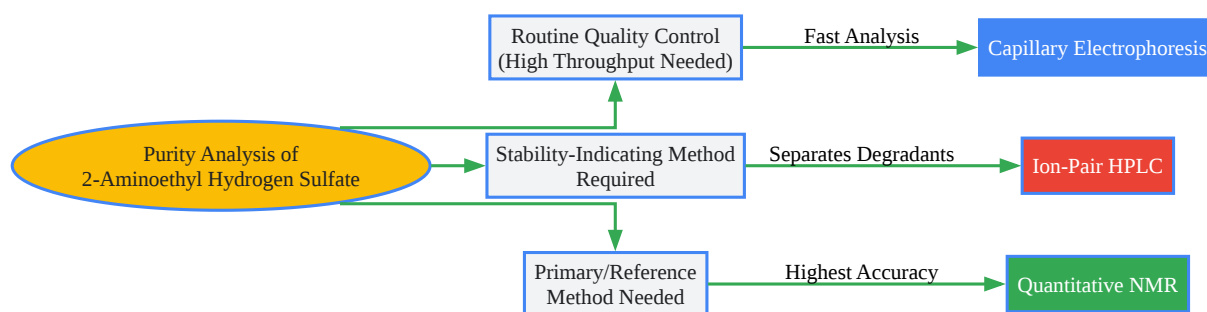 Purity Analysis of
2-Aminoethyl Hydrogen Sulfate
Routine Quality Control
(High Throughput Needed)
Fast Analysis
Capillary Electrophoresis
Stability-Indicating Method
Required
Separates Degradants
Ion-Pair HPLC
Primary/Reference
Method Needed
Highest Accuracy
Quantitative NMR